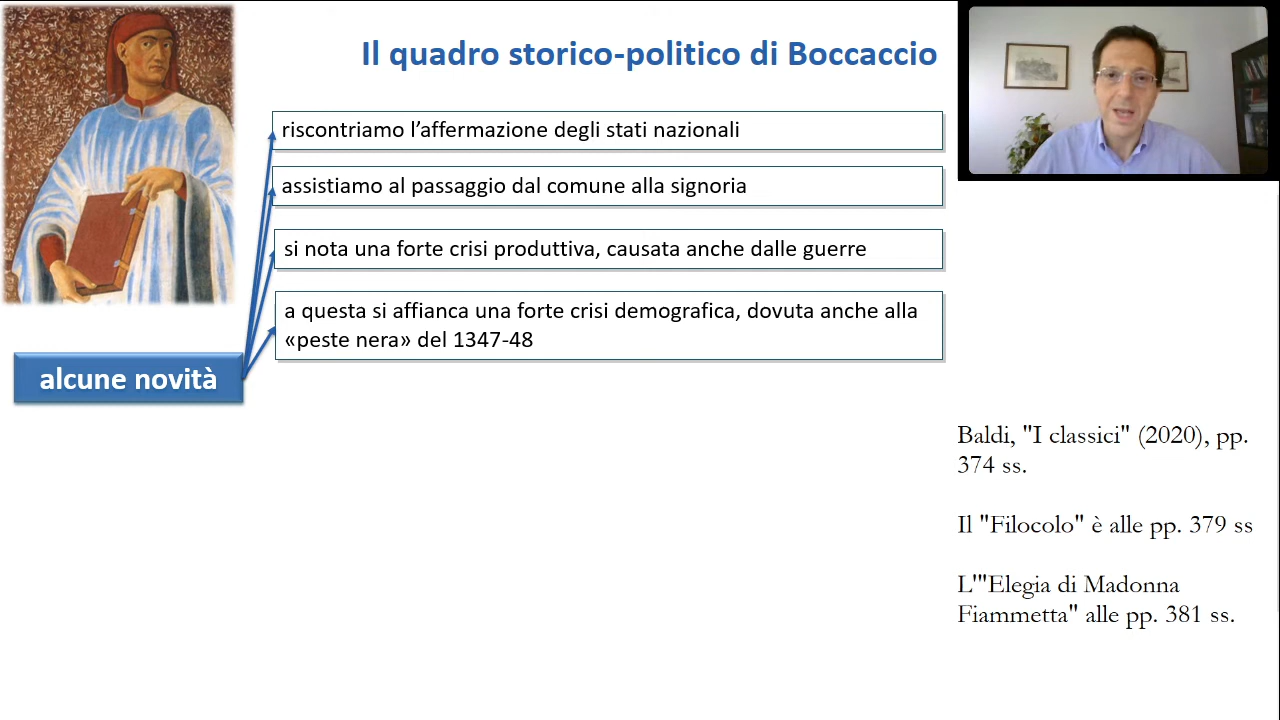 Il quadro storico-politico di Boccaccio
riscontriamo l’affermazione degli stati nazionali
assistiamo al passaggio dal comune alla signoria
si nota una forte crisi produttiva, causata anche dalle guerre
a questa si affianca una forte crisi demografica, dovuta anche alla
«peste nera» del 1347-48
alcune novità
Baldi, "I classici" (2020), pp.
374 ss.
Il "Filocolo" è alle pp. 379 ss
L'"Elegia di Madonna
Fiammetta" alle pp. 381 ss.